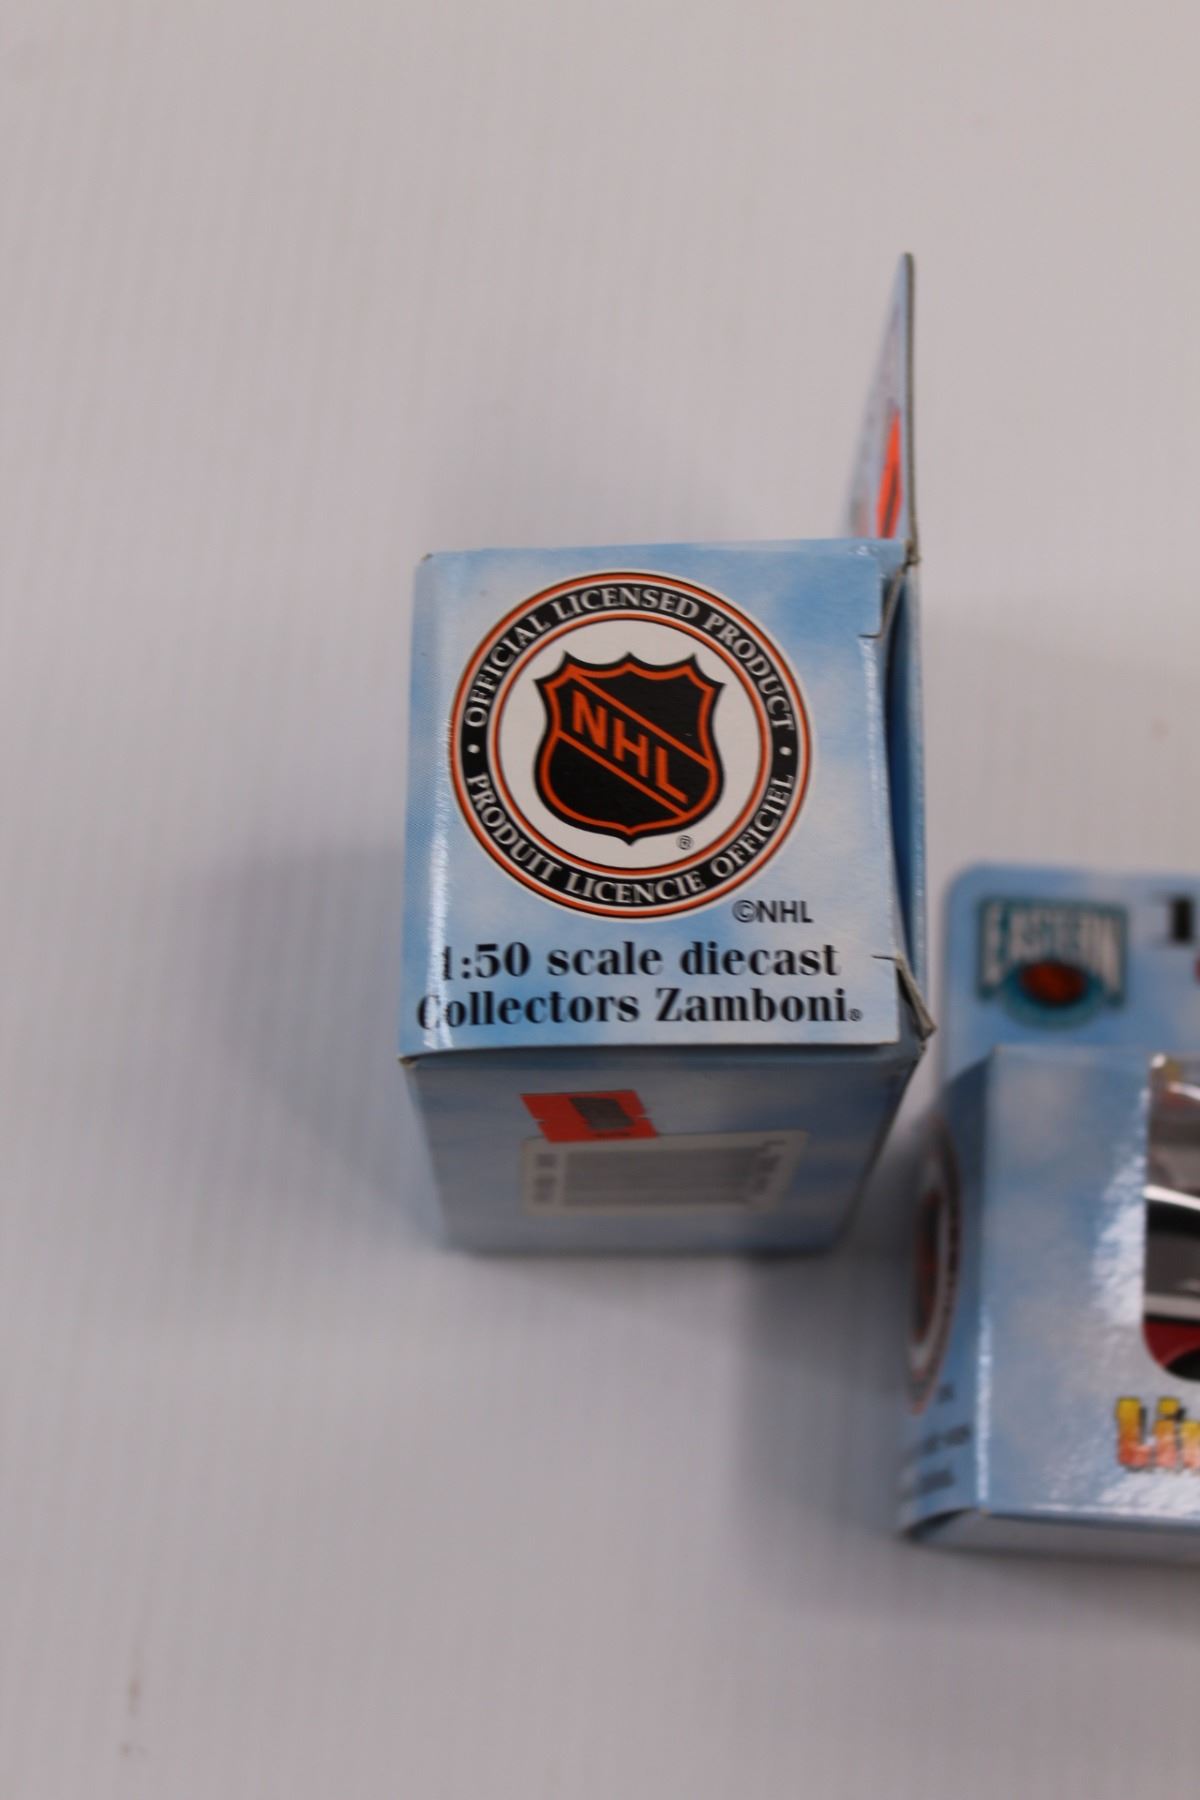 OFFICIAL LICENSED PRODUCT
NHL
®
PRODUIT LICENCIE OFFICIEL
©NHL
1:50 scale diecast
Collectors Zamboni®
EASTERN